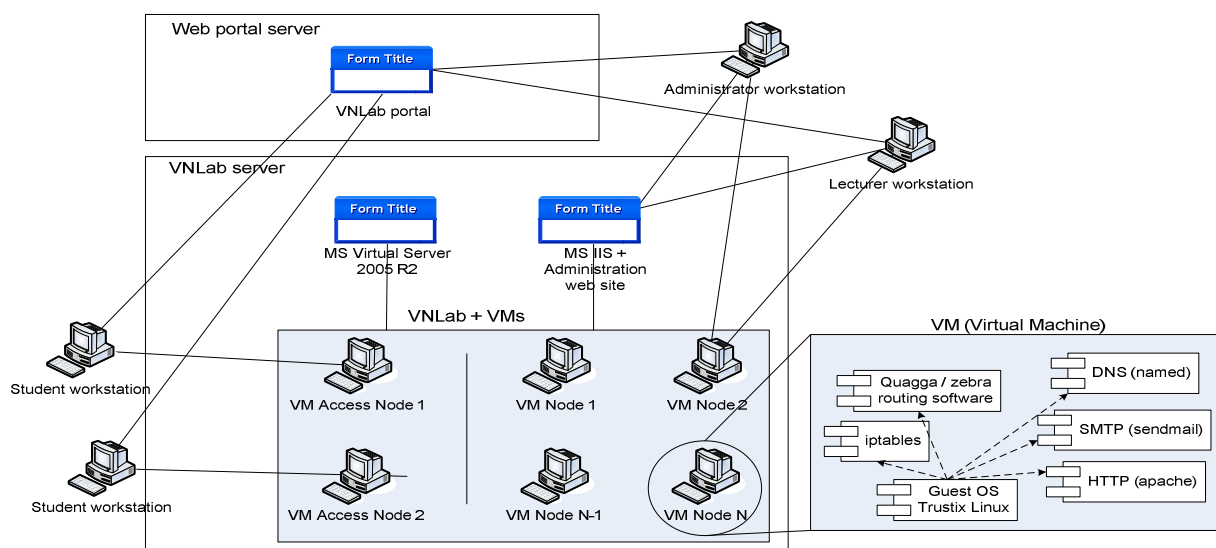 Web portal server
Form Title
VNLab portal
Administrator workstation
Lecturer workstation
VNLab server
Form Title
MS Virtual Server
2005 R2
Form Title
MS IIS +
Administration
web site
VNLab + VMs
Student workstation
Student workstation
VM Access Node 1
VM Node 1
VM Node 2
VM Access Node 2
VM Node N-1
VM Node N
VM (Virtual Machine)
Quagga / zebra
routing software
DNS (named)
iptables
SMTP (sendmail)
HTTP (apache)
Guest OS
Trustix Linux